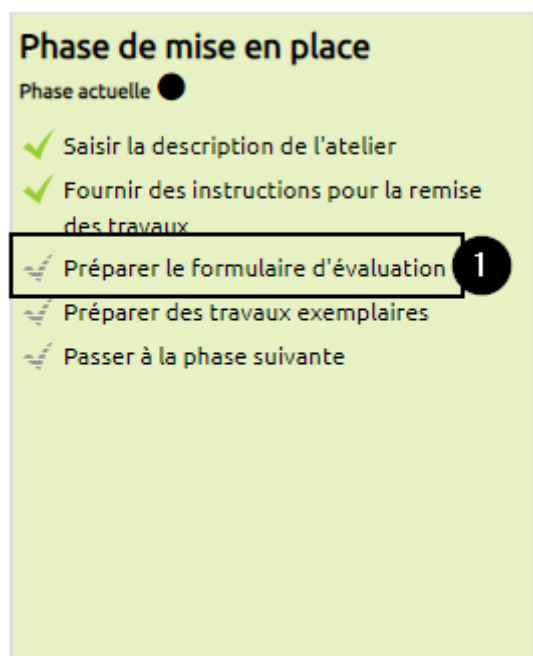 Phase de mise en place
Phase actuelle
Saisir la description de l'atelier
Fournir des instructions pour la remise
des travaux
Préparer le formulaire d'évaluation
1
Préparer des travaux exemplaires
Passer à la phase suivante